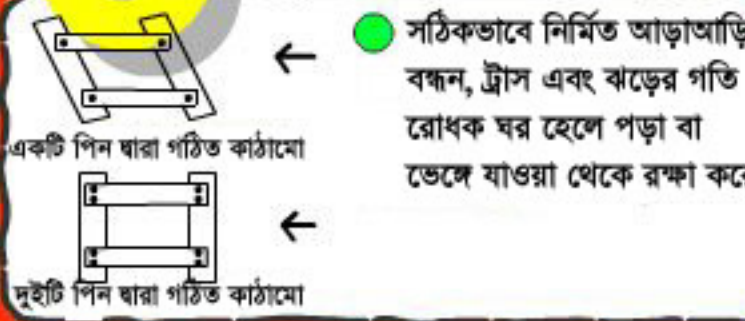 সঠিকভাবে নির্মিত আড়াআড়ি
বন্ধন, ট্রাস এবং ঝড়ের গতি
রোধক ঘর হেলে পড়া বা
ভেঙ্গে যাওয়া থেকে রক্ষা করে
একটি পিন দ্বারা গঠিত কাঠামো
দুইটি পিন দ্বারা গঠিত কাঠামো